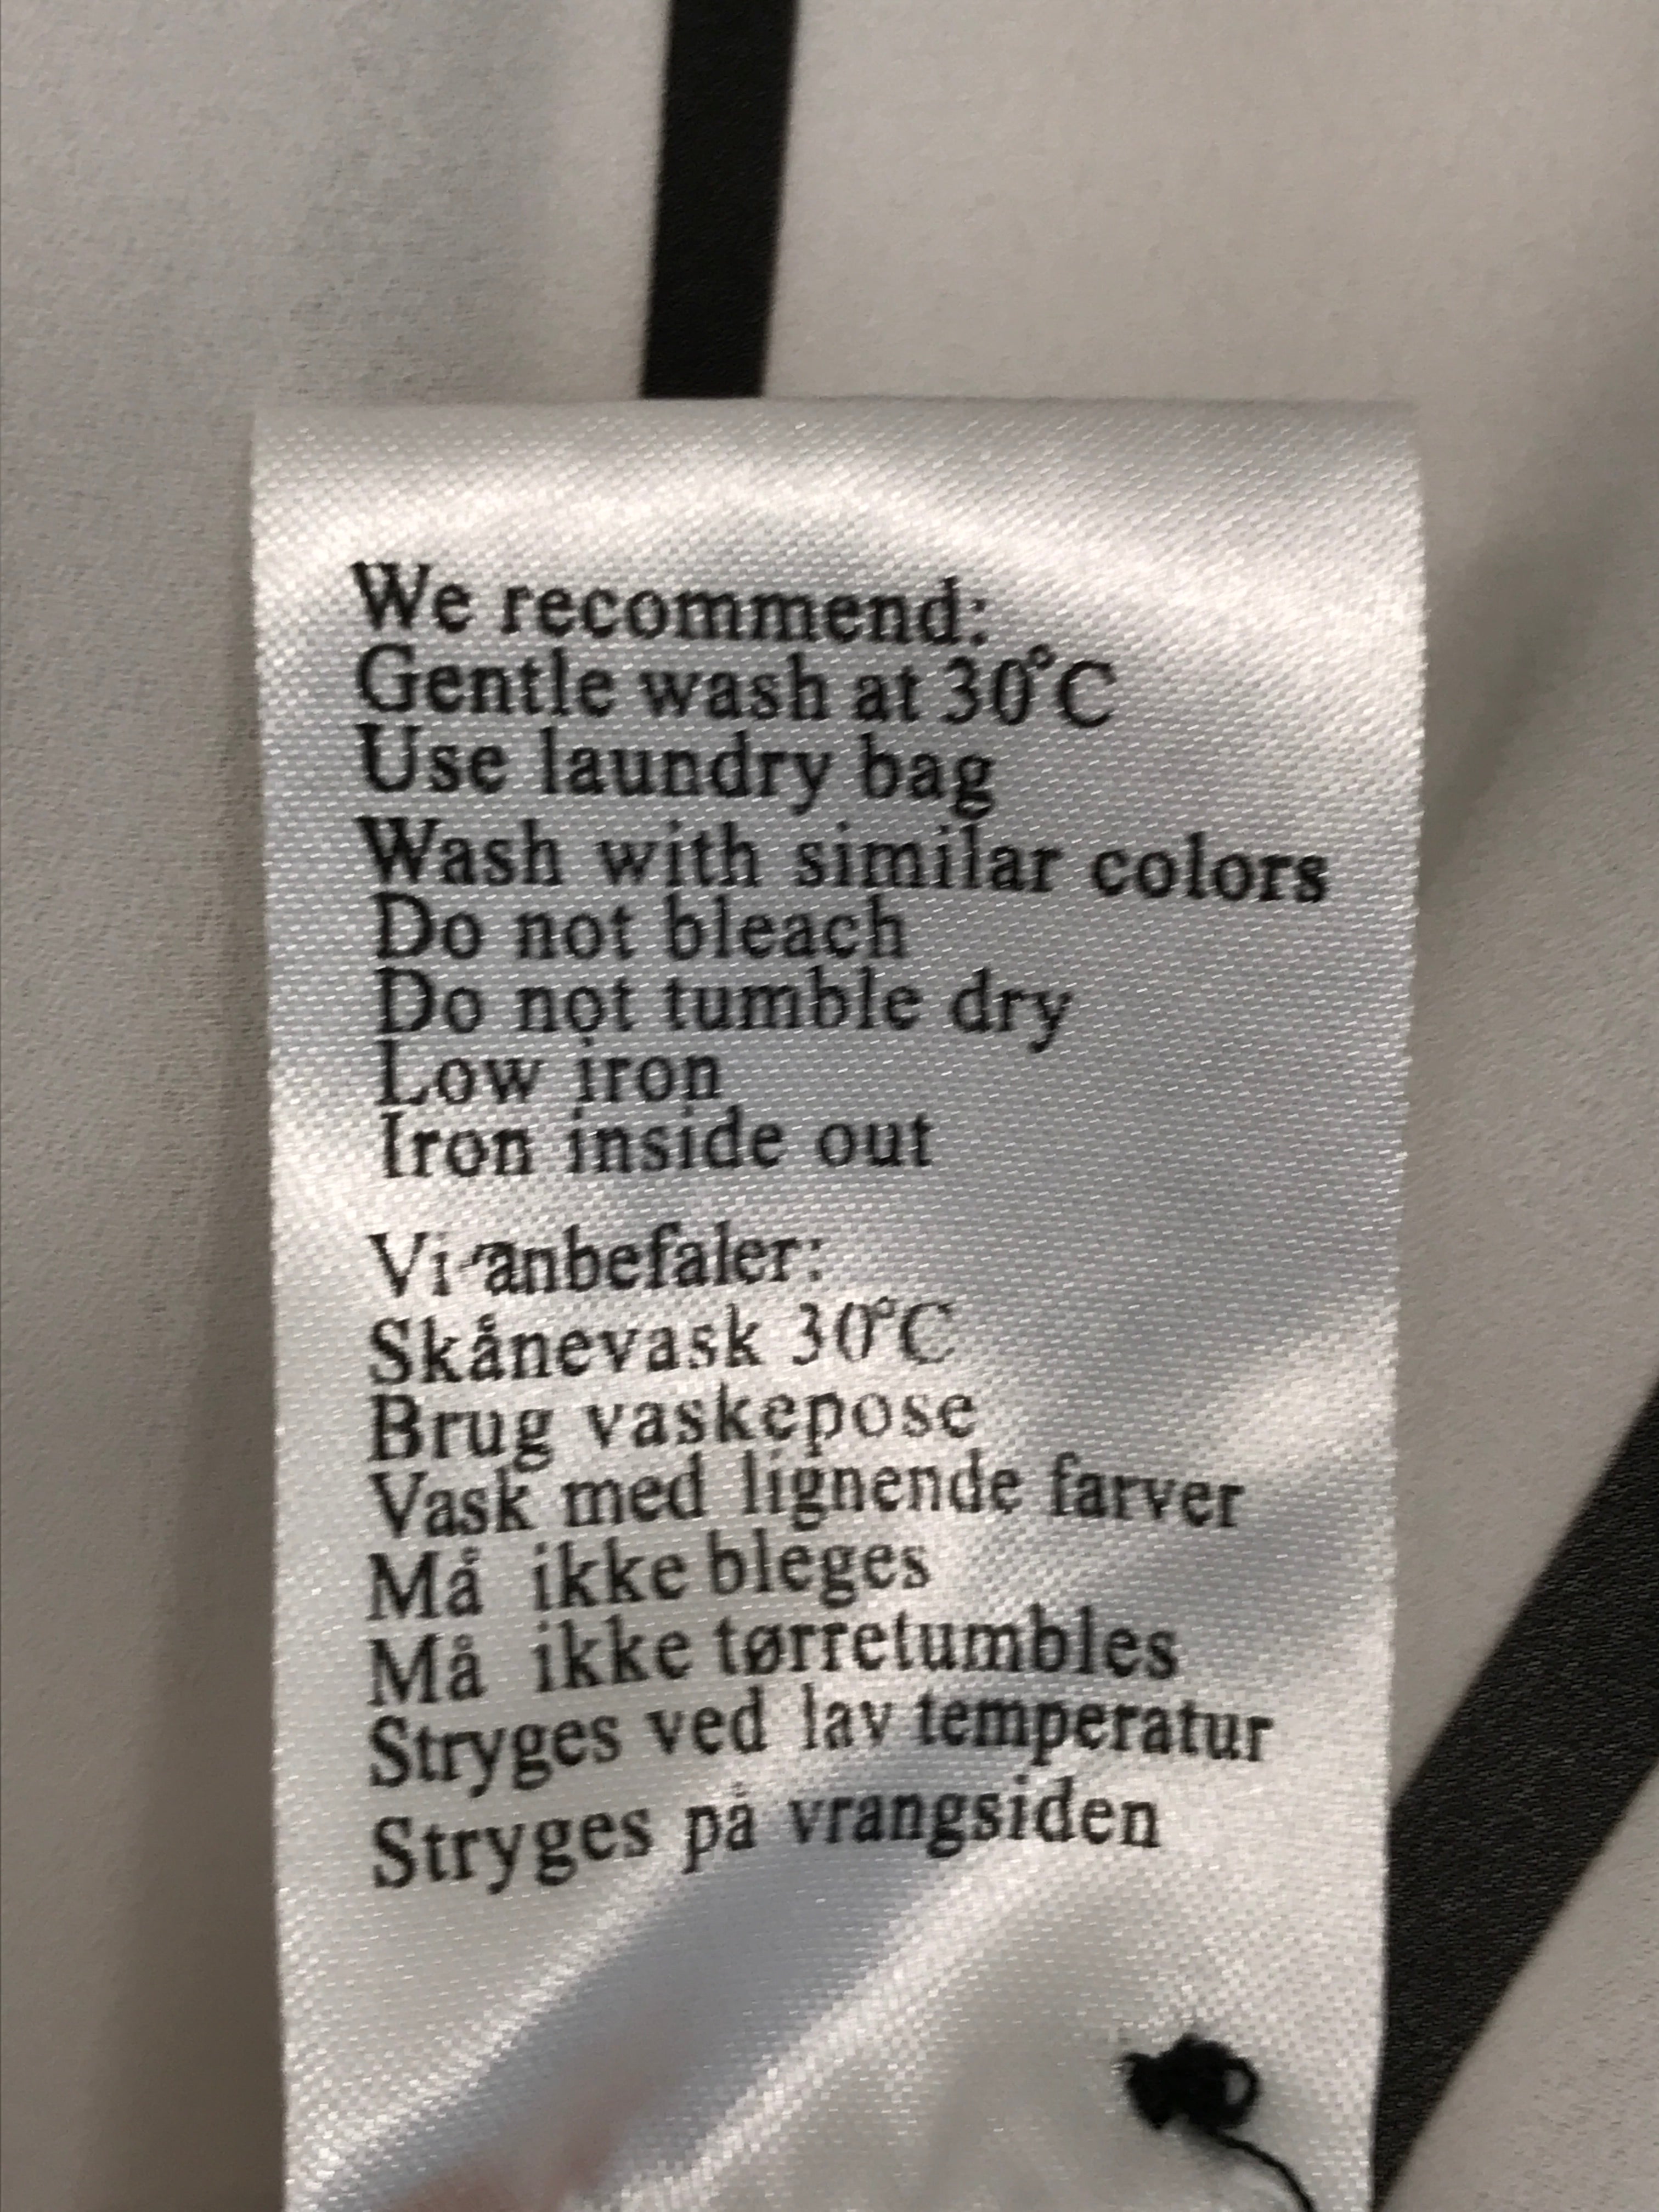 We recommend:
Gentle wash at 30°C
Use laundry bag
Wash with similar colors
Do not bleach
Do not tumble dry
Low iron
Iron inside out
Vi anbefaler:
Skånevask 30°C
Brug vaskepose
Vask med lignende farver
Må ikke bleges
Må ikke tørretumbles
Stryges ved lav temperatur
Stryges på vrangsiden